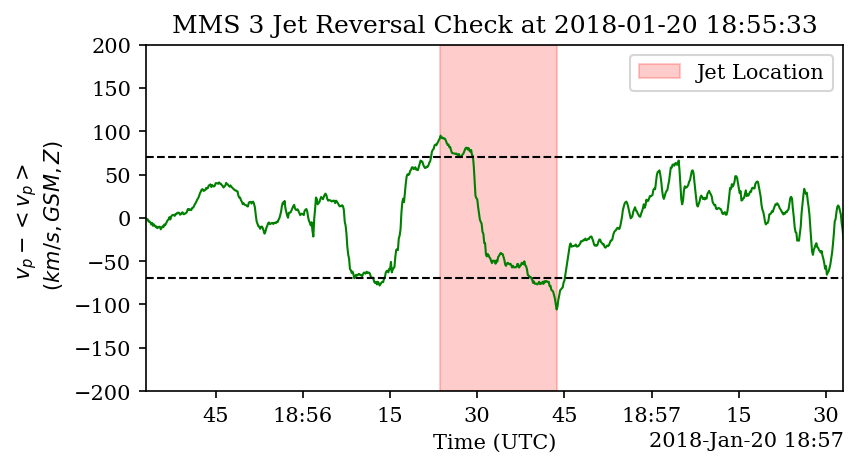 MMS 3 Jet Reversal Check at 2018-01-20 18:55:33
200
150
100
50
0
−50
−100
−150
−200
v_p − < v_p >
(km/s, GSM, Z)
Jet Location
45
18:56
15
30
45
18:57
15
30
Time (UTC)
2018-Jan-20 18:57